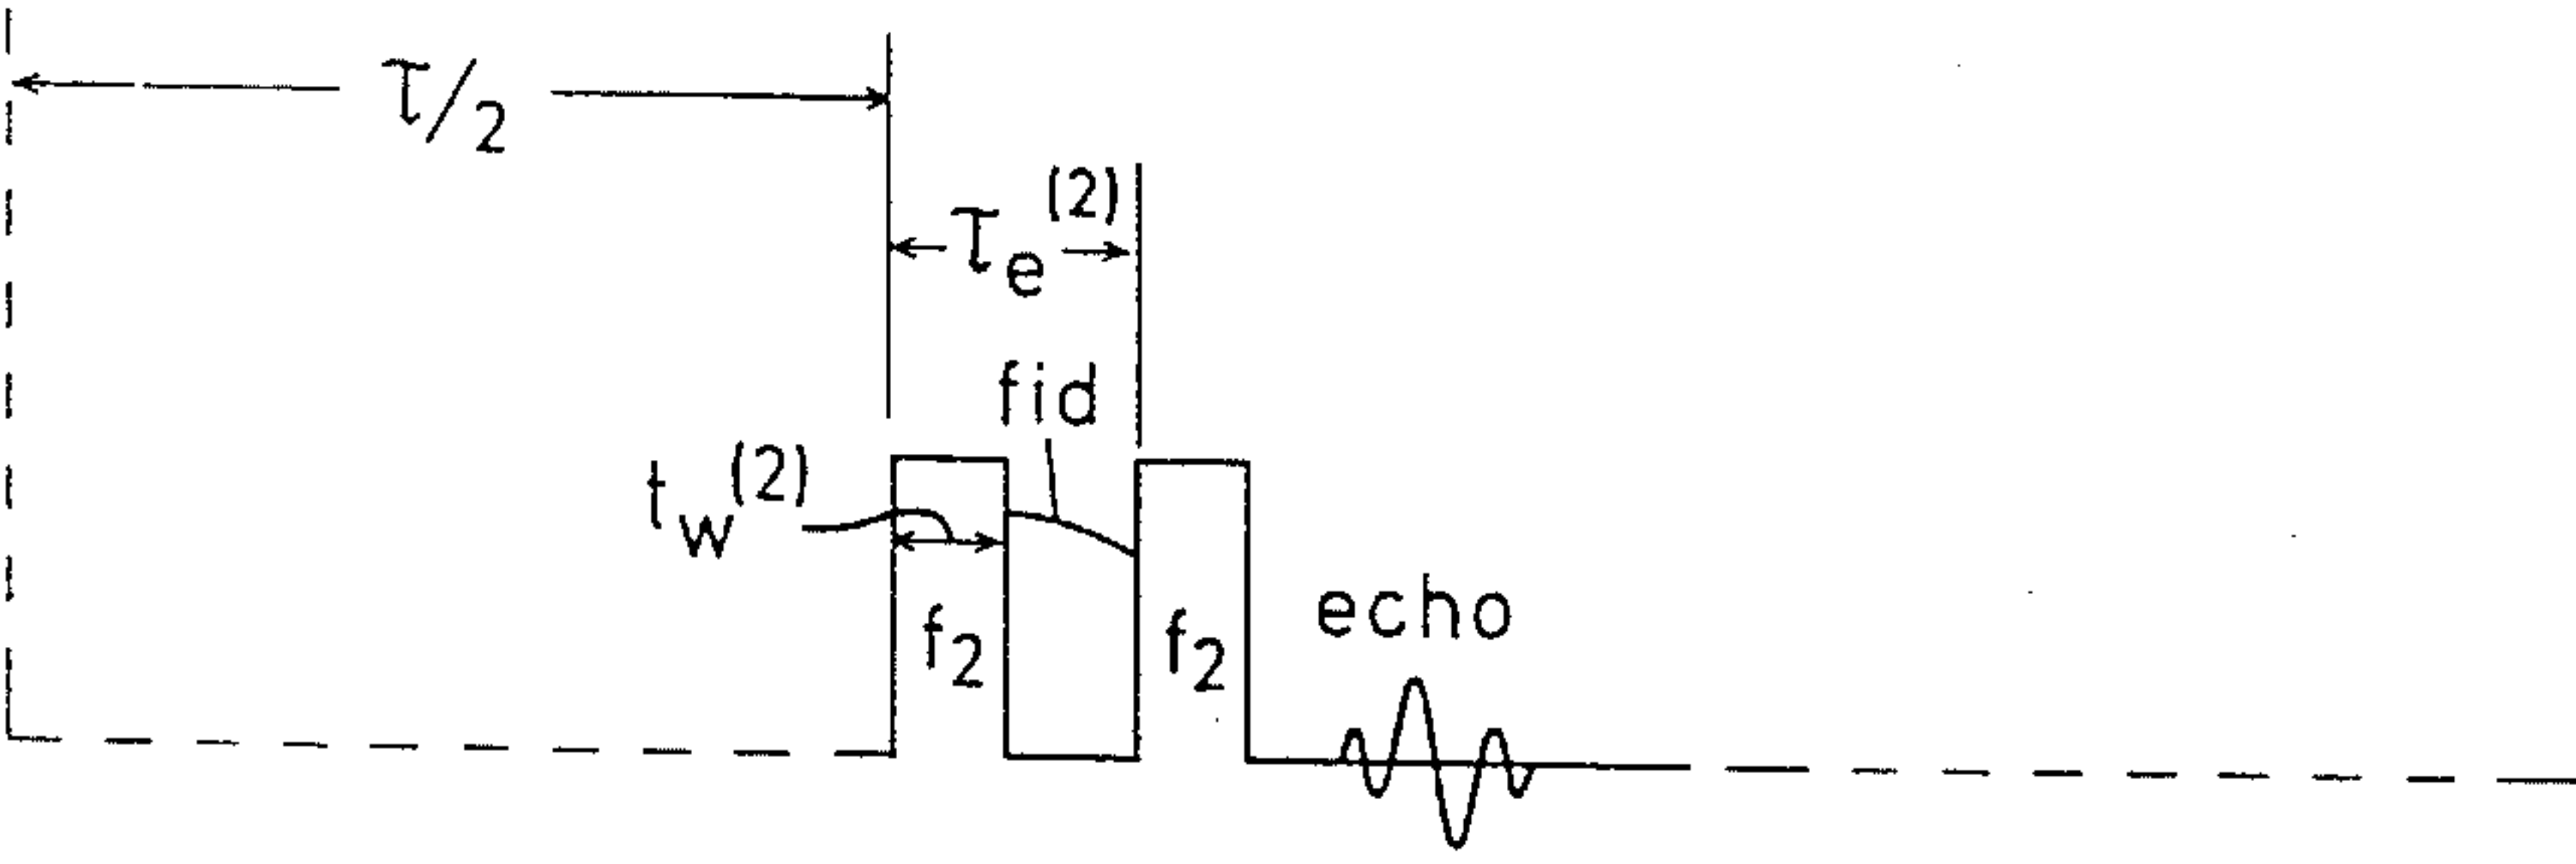 τ/2
τe(2)
fid
tw(2)
f2
f2
echo